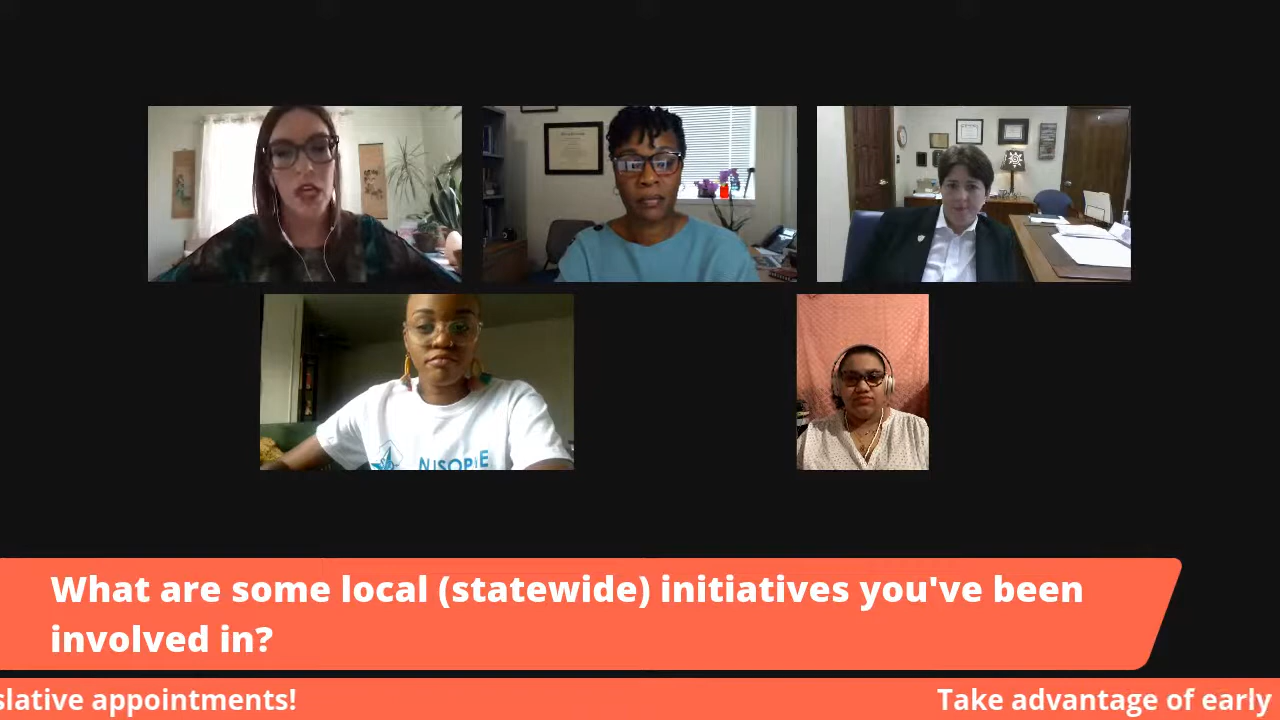 What are some local (statewide) initiatives you've been
involved in?
slative appointments!
Take advantage of early